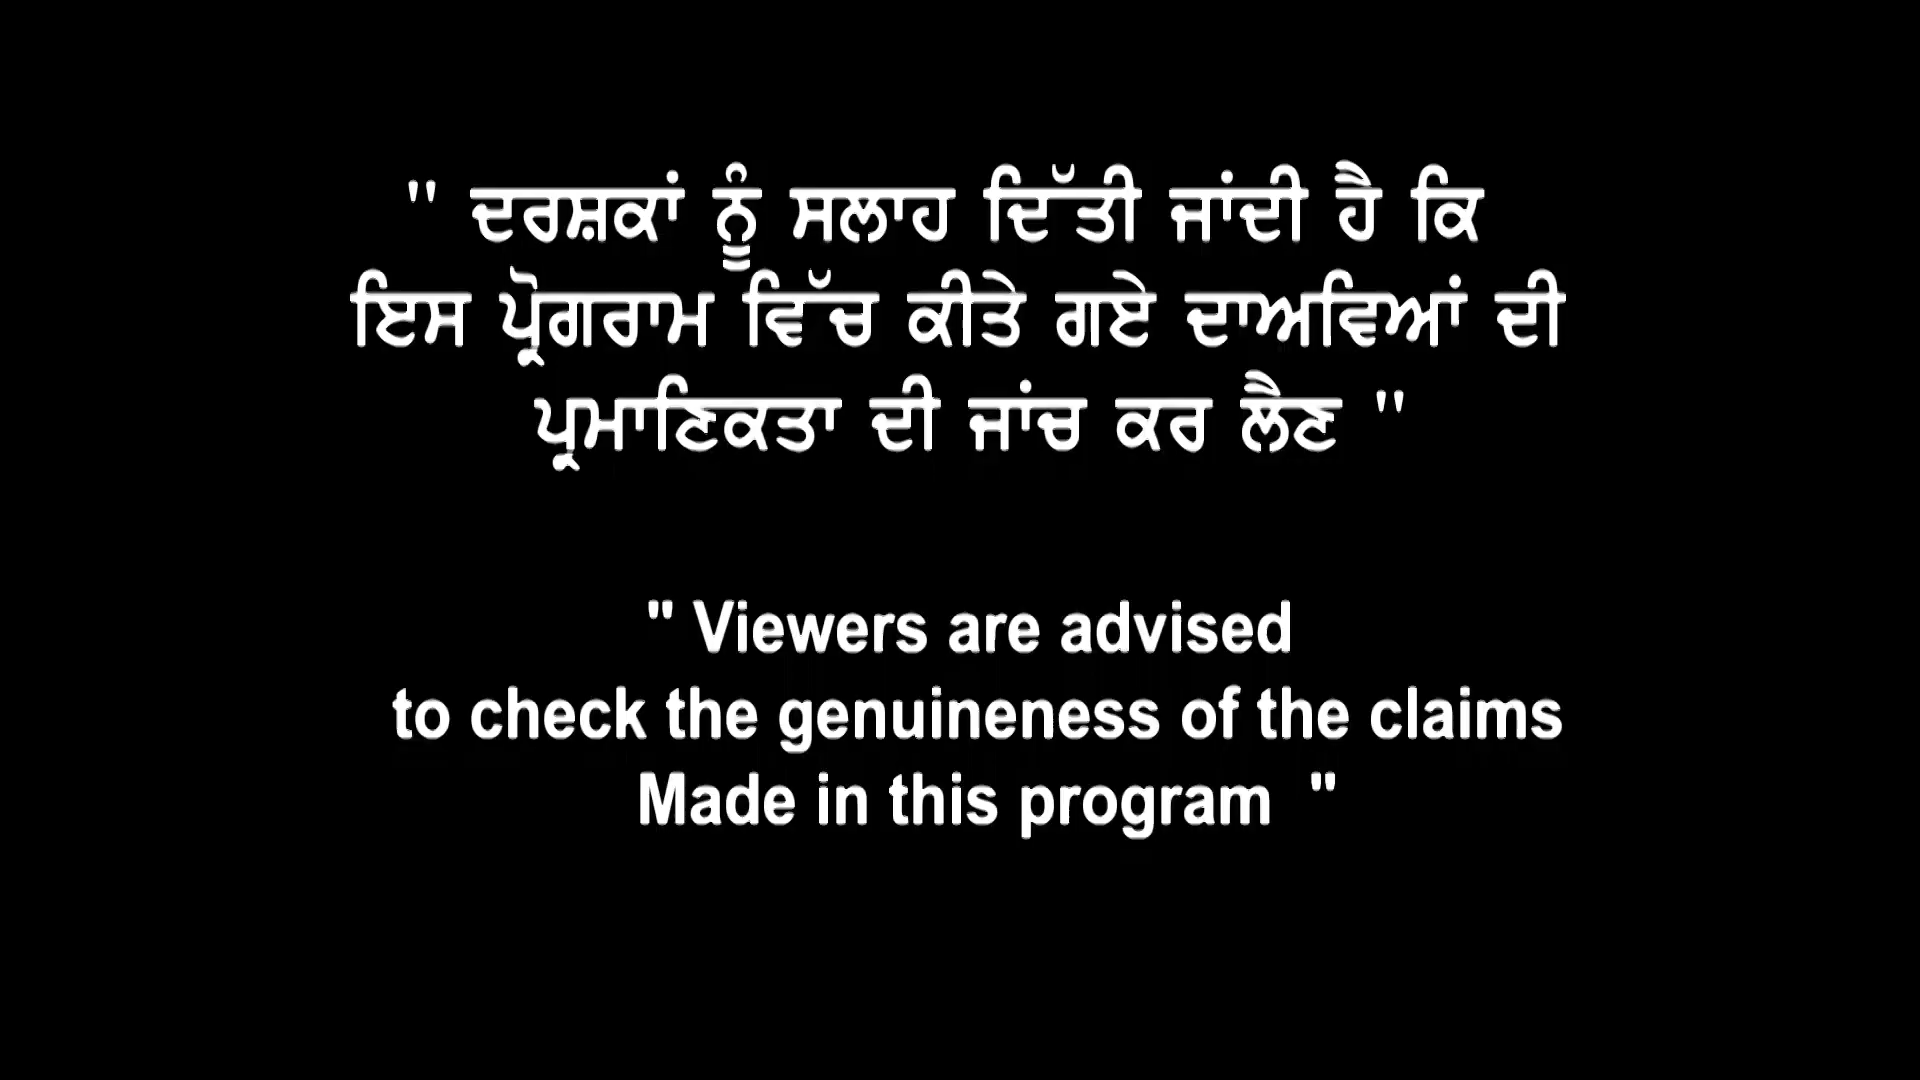 " ਦਰਸ਼ਕਾਂ ਨੂੰ ਸਲਾਹ ਦਿੱਤੀ ਜਾਂਦੀ ਹੈ ਕਿ
ਇਸ ਪ੍ਰੋਗਰਾਮ ਵਿੱਚ ਕੀਤੇ ਗਏ ਦਾਅਵਿਆਂ ਦੀ
ਪ੍ਰਮਾਣਿਕਤਾ ਦੀ ਜਾਂਚ ਕਰ ਲੈਣ "
" Viewers are advised
to check the genuineness of the claims
Made in this program "